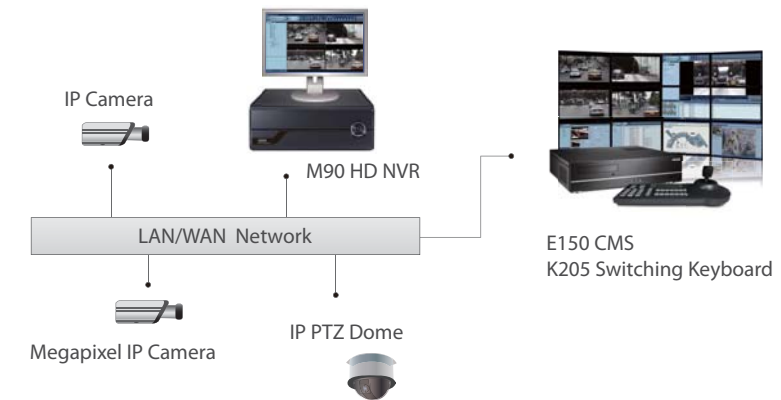 IP Camera
M90 HD NVR
LAN/WAN Network
E150 CMS
K205 Switching Keyboard
IP PTZ Dome
Megapixel IP Camera